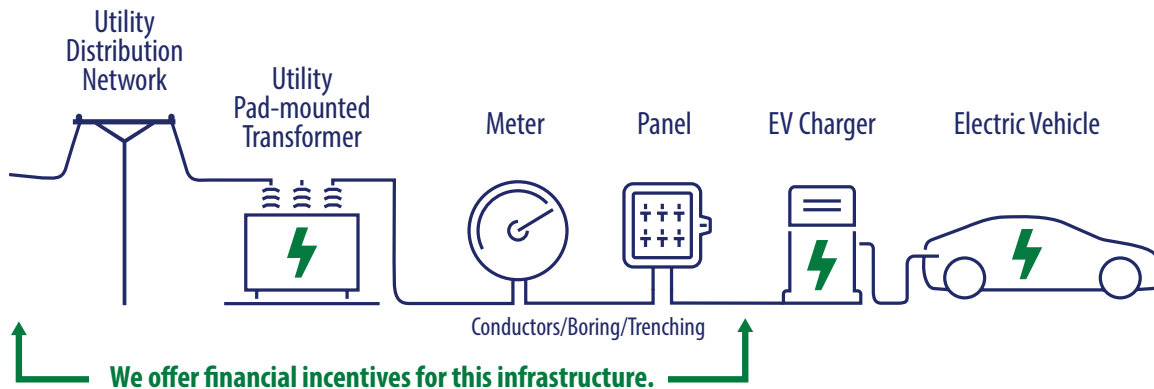 Utility
Distribution
Network
Utility
Pad-mounted
Transformer
Meter
Panel
EV Charger
Electric Vehicle
Conductors/Boring/Trenching
We offer financial incentives for this infrastructure.